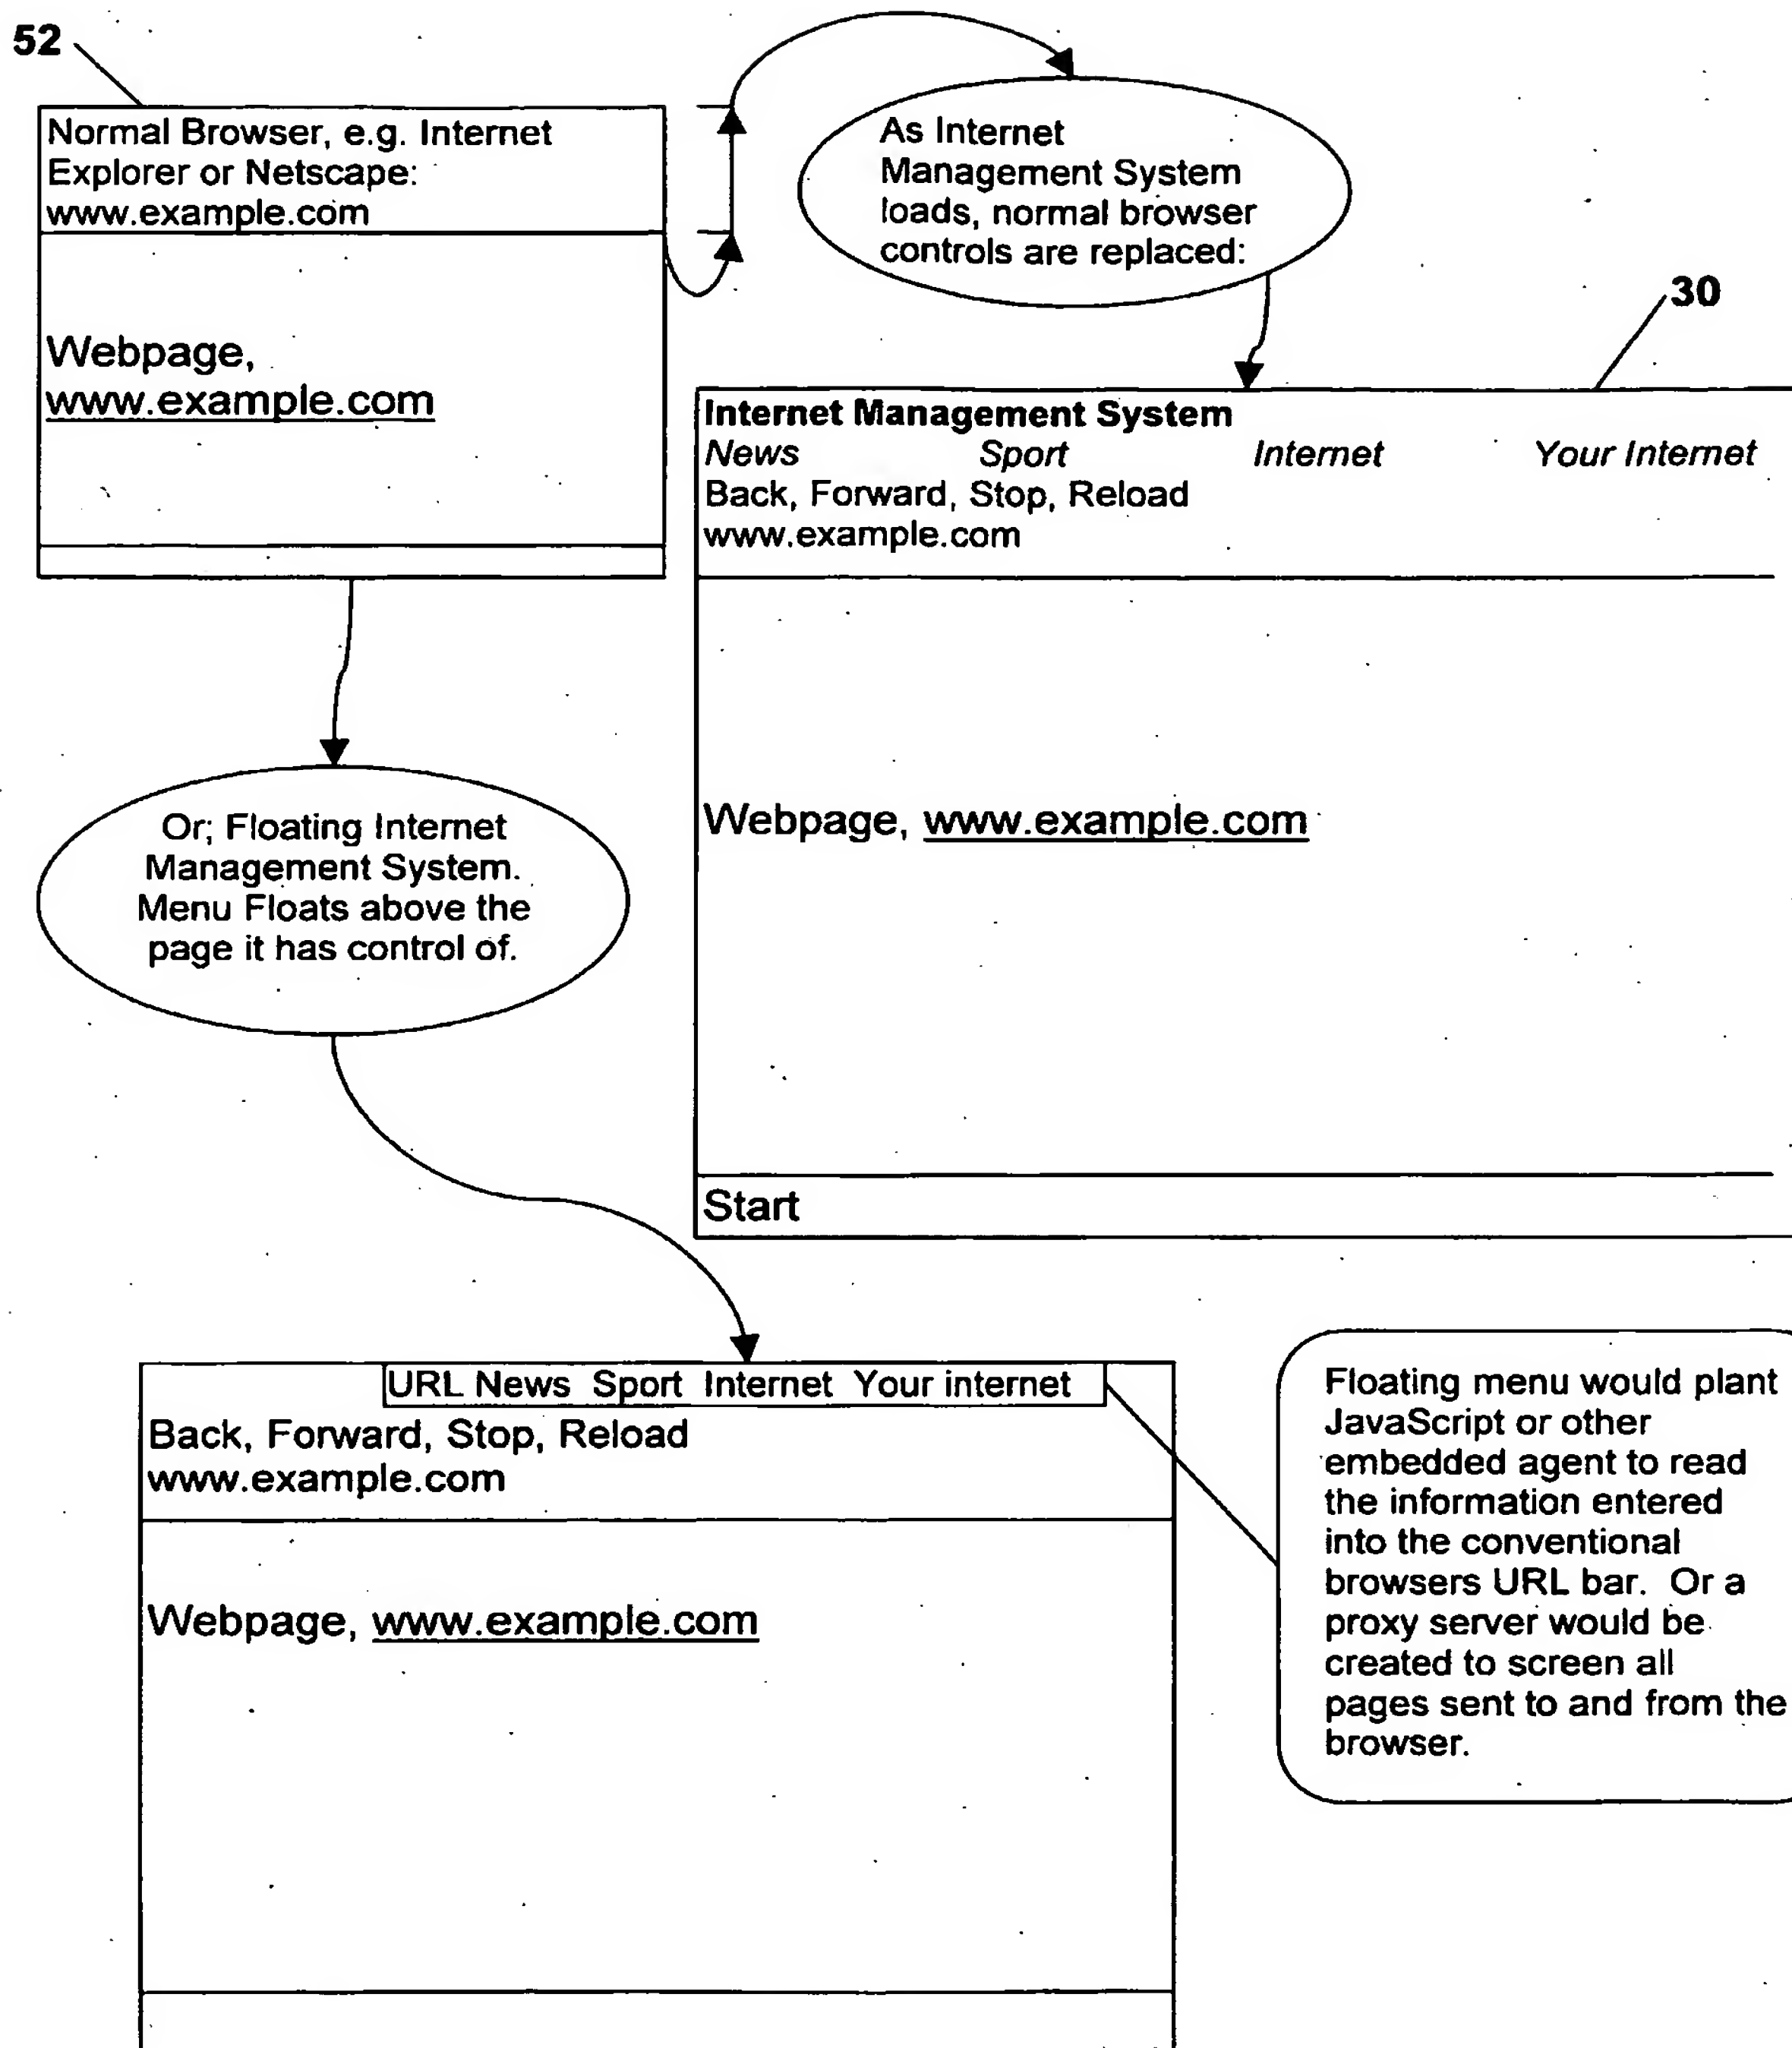 52
Normal Browser, e.g. Internet
Explorer or Netscape:
www.example.com
Webpage,
www.example.com
As Internet
Management System
loads, normal browser
controls are replaced:
30
Internet Management System
News Sport Internet Your Internet
Back, Forward, Stop, Reload
www.example.com
Webpage, www.example.com
Start
Or; Floating Internet
Management System.
Menu Floats above the
page it has control of.
URL News Sport Internet Your internet
Back, Forward, Stop, Reload
www.example.com
Webpage, www.example.com
Floating menu would plant
JavaScript or other
embedded agent to read
the information entered
into the conventional
browsers URL bar. Or a
proxy server would be
created to screen all
pages sent to and from the
browser.